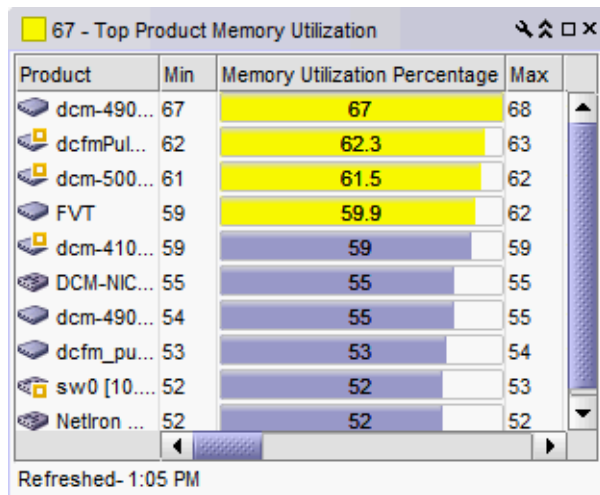 67 - Top Product Memory Utilization
Product Min Memory Utilization Percentage Max
dcm-490... 67 67 68
dcfmPul... 62 62.3 63
dcm-500... 61 61.5 62
FVT 59 59.9 62
dcm-410... 59 59 59
DCM-NIC... 55 55 55
dcm-490... 54 55 55
dcfm_pu... 53 53 54
sw0 [10.... 52 52 53
NetIron ... 52 52 52
Refreshed- 1:05 PM